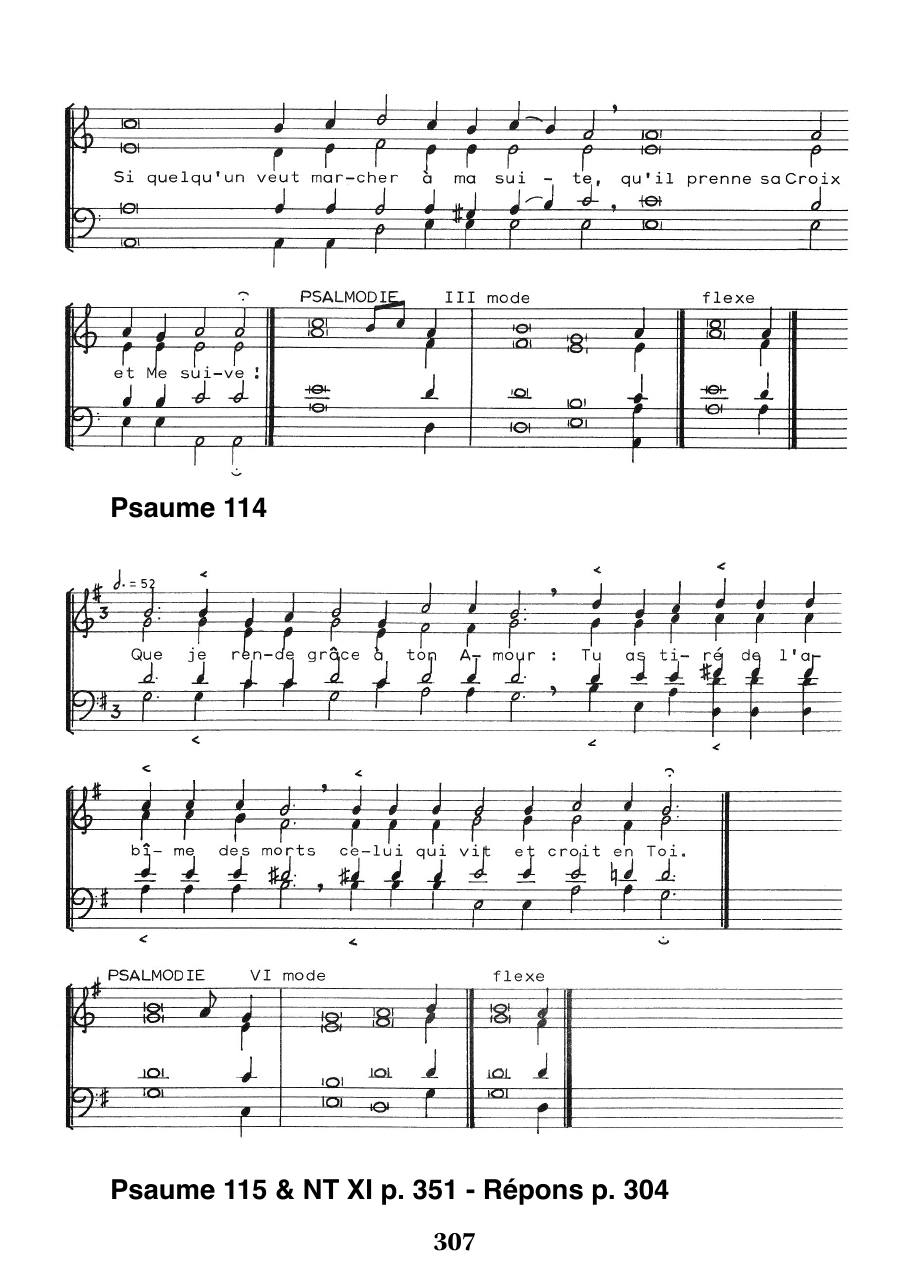 Si quelqu'un veut mar-cher à ma sui - te, qu'il prenne sa Croix
PSALMODIE III mode flexe
et Me sui-ve !
Psaume 114
= 52
3
Que je ren-de grâce à ton A-mour : Tu as ti-ré de l'a-
3
bî-me des morts ce-lui qui vit et croit en Toi.
PSALMODIE VI mode flexe
Psaume 115 & NT XI p. 351 - Répons p. 304
307